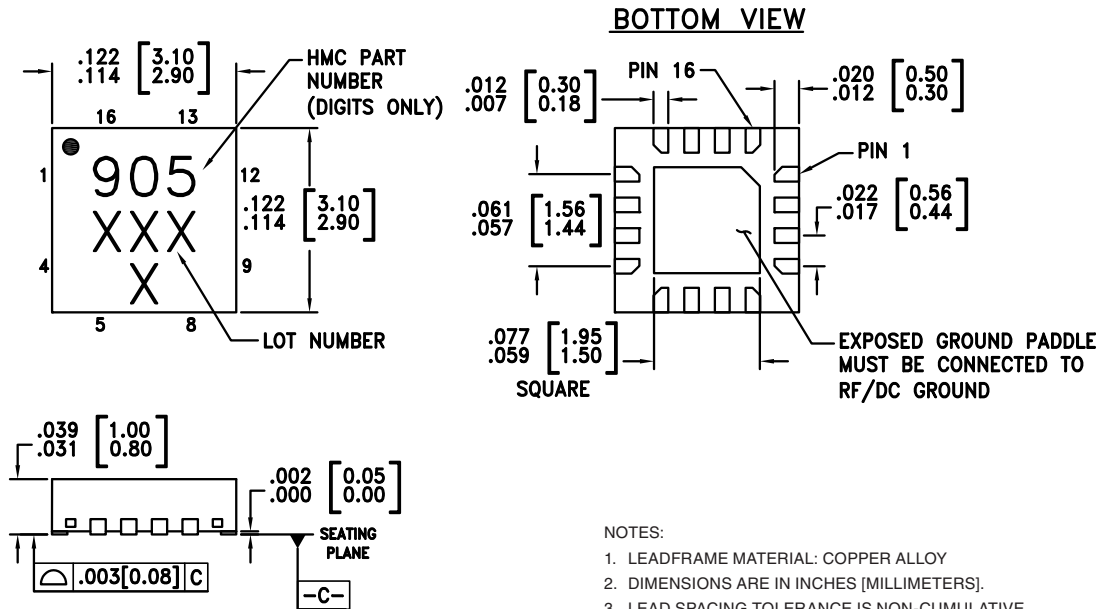 BOTTOM VIEW
.122 [3.10]
.114 [2.90]
HMC PART
NUMBER
(DIGITS ONLY)
16 13
1 12
905
XXX
X
4 9
5 8
.122 [3.10]
.114 [2.90]
LOT NUMBER
.012 [0.30]
.007 [0.18]
PIN 16
.020 [0.50]
.012 [0.30]
PIN 1
.022 [0.56]
.017 [0.44]
.061 [1.56]
.057 [1.44]
.077 [1.95]
.059 [1.50]
SQUARE
EXPOSED GROUND PADDLE
MUST BE CONNECTED TO
RF/DC GROUND
.039 [1.00]
.031 [0.80]
.002 [0.05]
.000 [0.00]
SEATING
PLANE
.003[0.08] C
-C-
NOTES:
1. LEADFRAME MATERIAL: COPPER ALLOY
2. DIMENSIONS ARE IN INCHES [MILLIMETERS].
3. LEAD SPACING TOLERANCE IS NON-CUMULATIVE